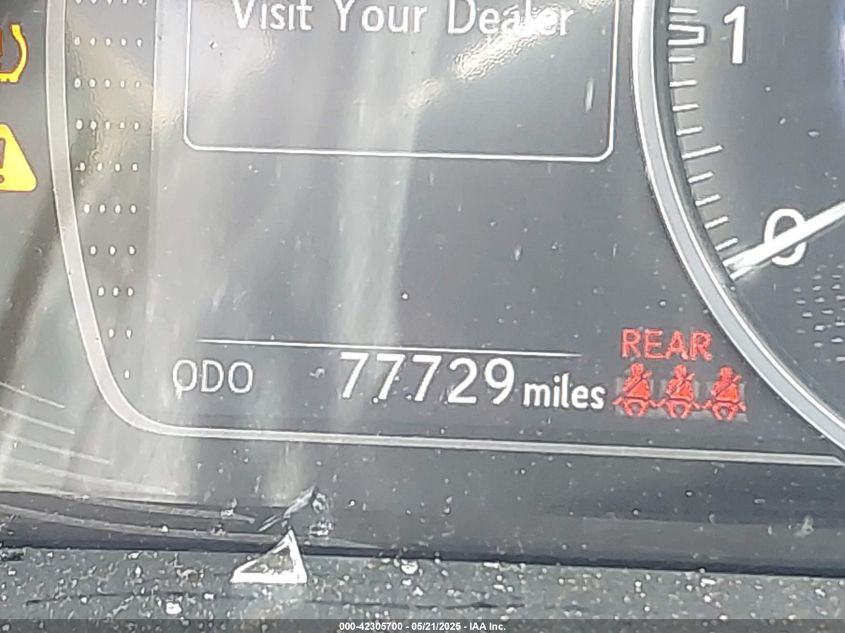 Visit Your Dealer
1
0
REAR
ODO 77729 miles
000-42305700 - 05/21/2025 - IAA Inc.